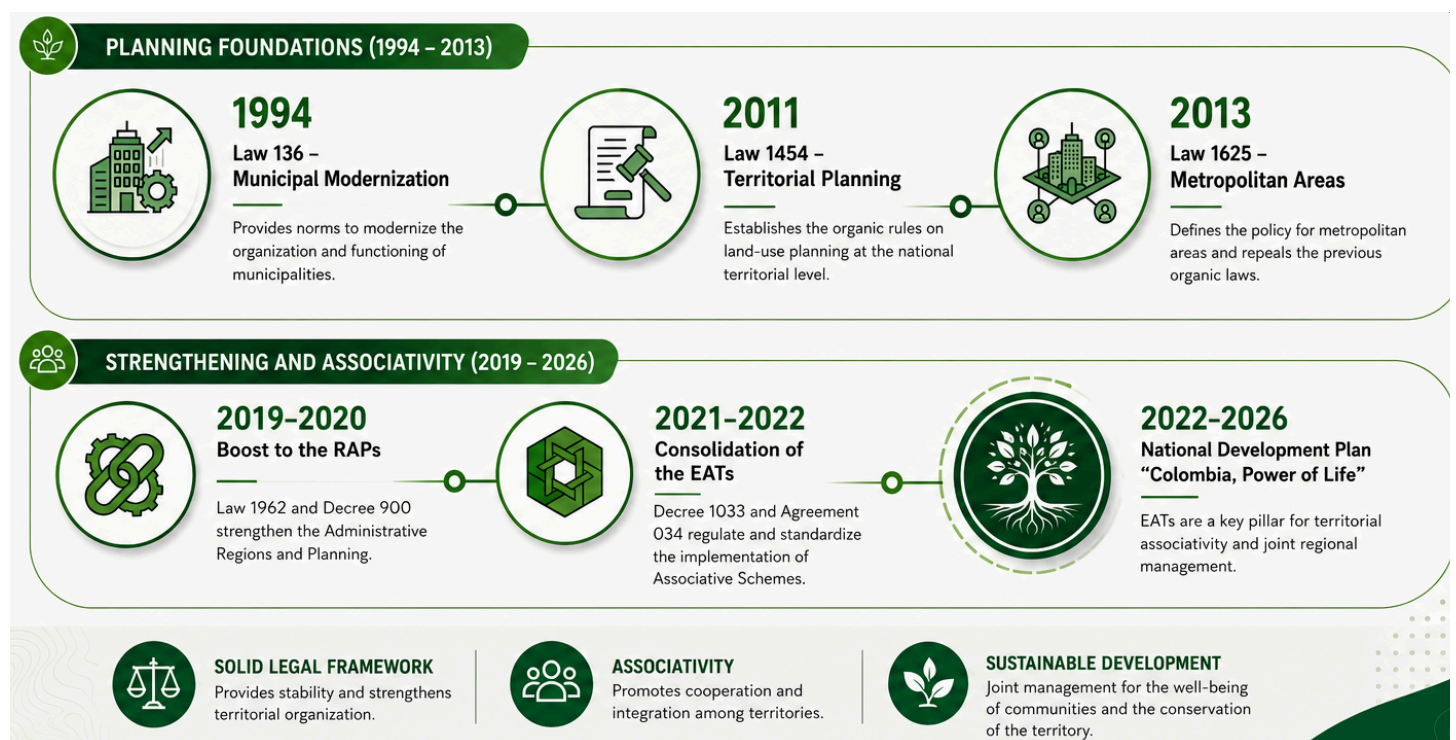 PLANNING FOUNDATIONS (1994 – 2013)
1994
Law 136 –
Municipal Modernization
Provides norms to modernize the
organization and functioning of
municipalities.
2011
Law 1454 –
Territorial Planning
Establishes the organic rules on
land-use planning at the national
territorial level.
2013
Law 1625 –
Metropolitan Areas
Defines the policy for metropolitan
areas and repeals the previous
organic laws.
STRENGTHENING AND ASSOCIATIVITY (2019 – 2026)
2019–2020
Boost to the RAPs
Law 1962 and Decree 900
strengthen the Administrative
Regions and Planning.
2021–2022
Consolidation of
the EATs
Decree 1033 and Agreement
034 regulate and standardize
the implementation of
Associative Schemes.
2022–2026
National Development Plan
“Colombia, Power of Life”
EATs are a key pillar for territorial
associativity and joint regional
management.
SOLID LEGAL FRAMEWORK
Provides stability and strengthens
territorial organization.
ASSOCIATIVITY
Promotes cooperation and
integration among territories.
SUSTAINABLE DEVELOPMENT
Joint management for the well-being
of communities and the conservation
of the territory.